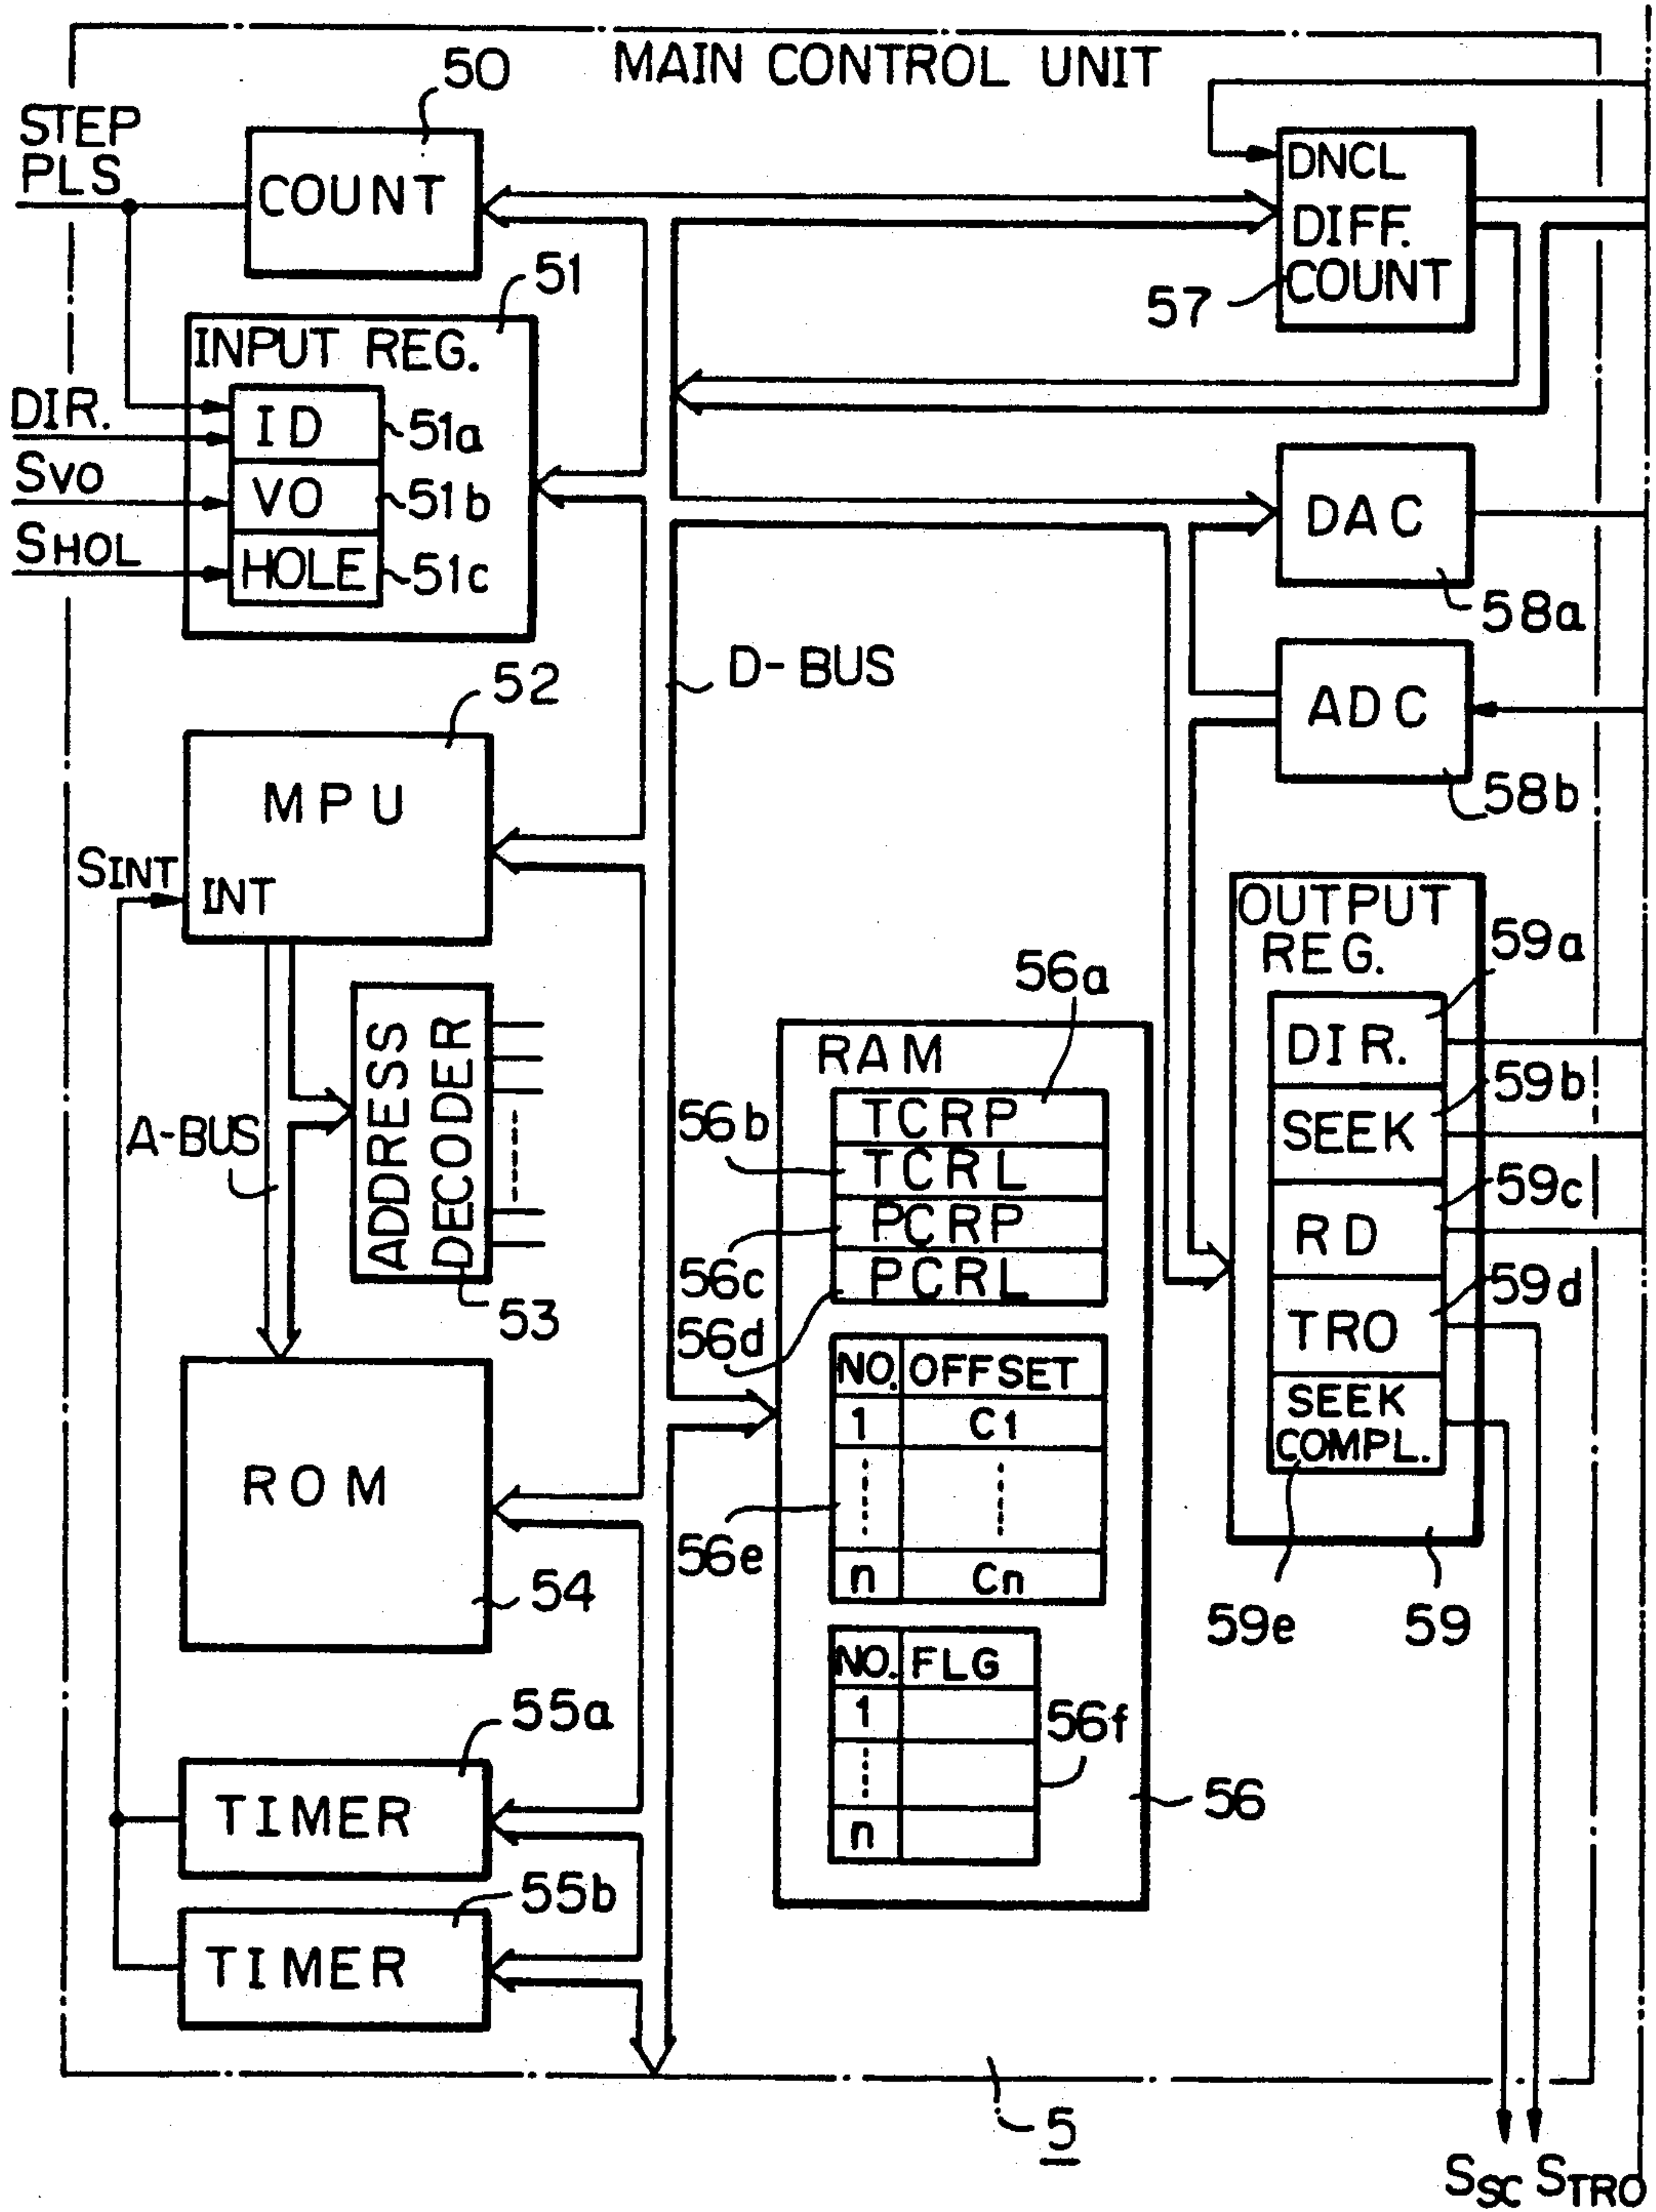 MAIN CONTROL UNIT
50
STEP
PLS
COUNT
DNCL
DIFF.
COUNT
57
51
INPUT REG.
DIR.
ID
51a
SVO
VO
51b
SHOL
HOLE
51c
DAC
58a
D-BUS
ADC
58b
52
MPU
SINT
INT
OUTPUT
REG.
59a
DIR.
59b
SEEK
59c
RD
59d
TRO
SEEK
COMPL.
59e
59
A-BUS
ADDRESS
DECODER
53
56a
RAM
56b
TCRP
TCRL
PCRP
56c
PCRL
56d
NO. OFFSET
1 C1
56e
n Cn
NO. FLG
1
56f
n
56
ROM
54
55a
TIMER
55b
TIMER
5
SSC STRO